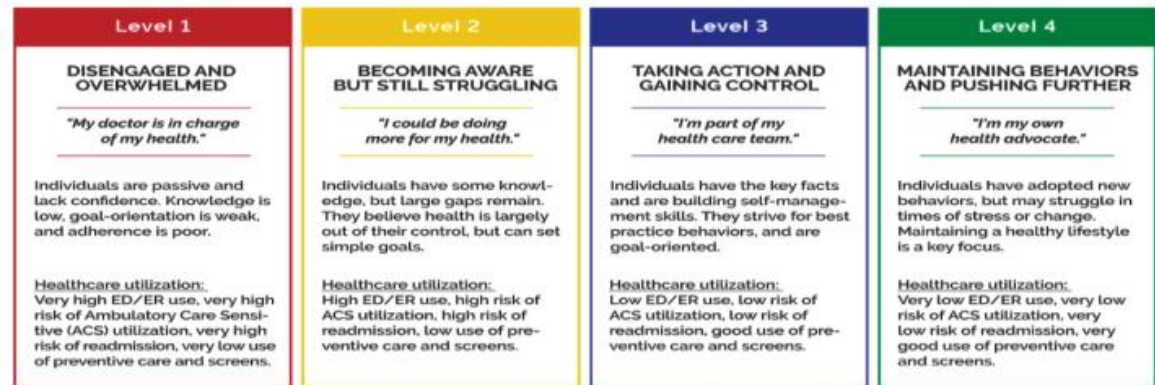 Level 1
DISENGAGED AND
OVERWHELMED
"My doctor is in charge
of my health."
Individuals are passive and
lack confidence. Knowledge is
low, goal-orientation is weak,
and adherence is poor.
Healthcare utilization:
Very high ED/ER use, very high
risk of Ambulatory Care Sensi-
tive (ACS) utilization, very high
risk of readmission, very low use
of preventive care and screens.
Level 2
BECOMING AWARE
BUT STILL STRUGGLING
"I could be doing
more for my health."
Individuals have some knowl-
edge, but large gaps remain.
They believe health is largely
out of their control, but can set
simple goals.
Healthcare utilization:
High ED/ER use, high risk of
ACS utilization, high risk of
readmission, low use of pre-
ventive care and screens.
Level 3
TAKING ACTION AND
GAINING CONTROL
"I'm part of my
health care team."
Individuals have the key facts
and are building self-manage-
ment skills. They strive for best
practice behaviors, and are
goal-oriented.
Healthcare utilization:
Low ED/ER use, low risk of
ACS utilization, low risk of
readmission, good use of pre-
ventive care and screens.
Level 4
MAINTAINING BEHAVIORS
AND PUSHING FURTHER
"I'm my own
health advocate."
Individuals have adopted new
behaviors, but may struggle in
times of stress or change.
Maintaining a healthy lifestyle
is a key focus.
Healthcare utilization:
Very low ED/ER use, very low
risk of ACS utilization, very
low risk of readmission, very
good use of preventive care
and screens.